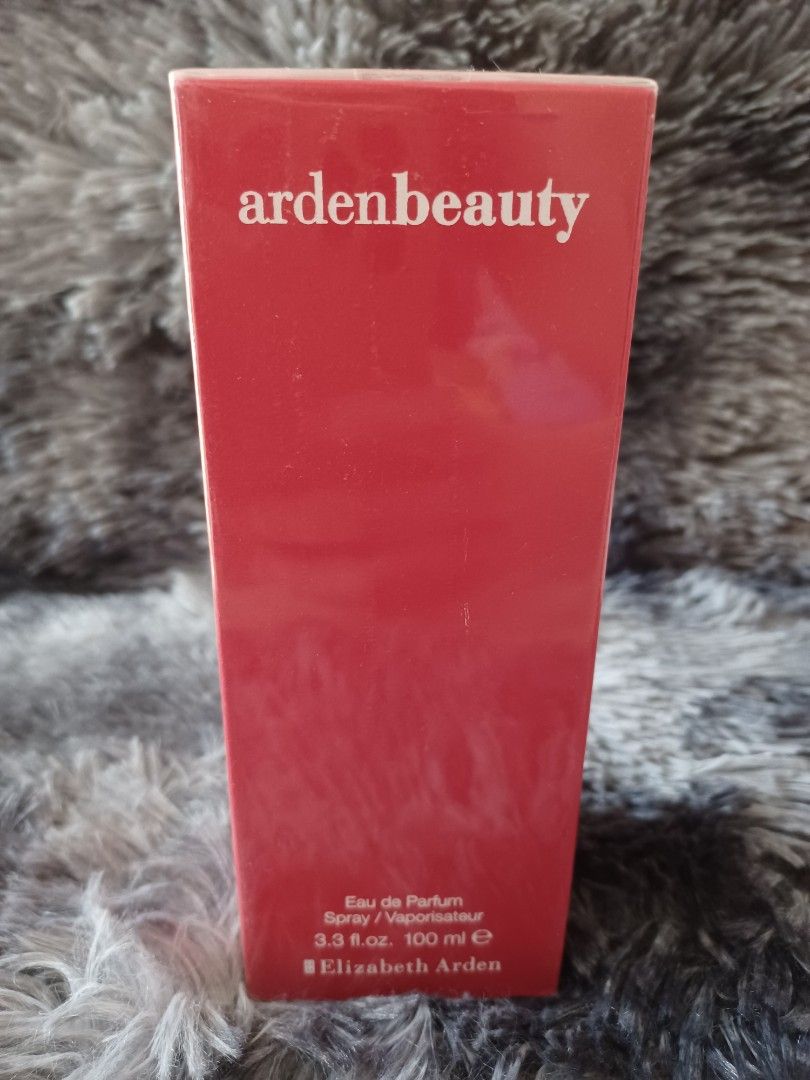 ardenbeauty
Eau de Parfum
Spray / Vaporisateur
3.3 fl.oz. 100 ml ℮
Elizabeth Arden